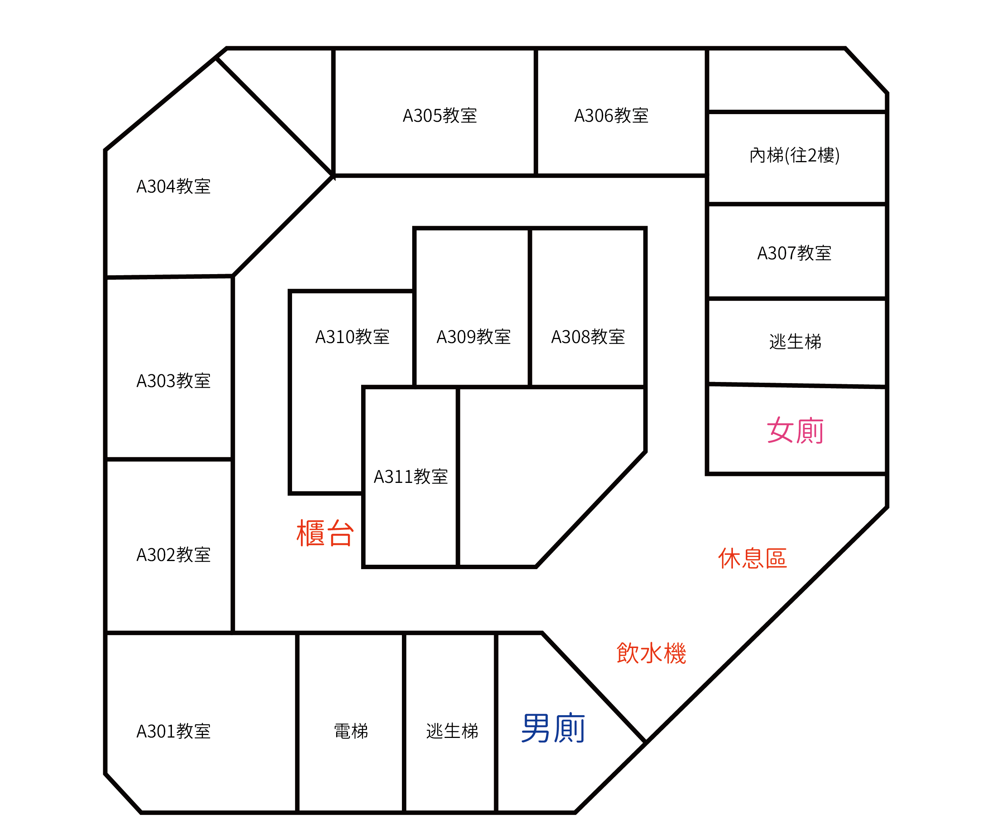 A305教室
A306教室
內梯(往2樓)
A304教室
A307教室
A310教室
A309教室
A308教室
逃生梯
A303教室
女廁
A311教室
櫃台
A302教室
休息區
飲水機
A301教室
電梯
逃生梯
男廁